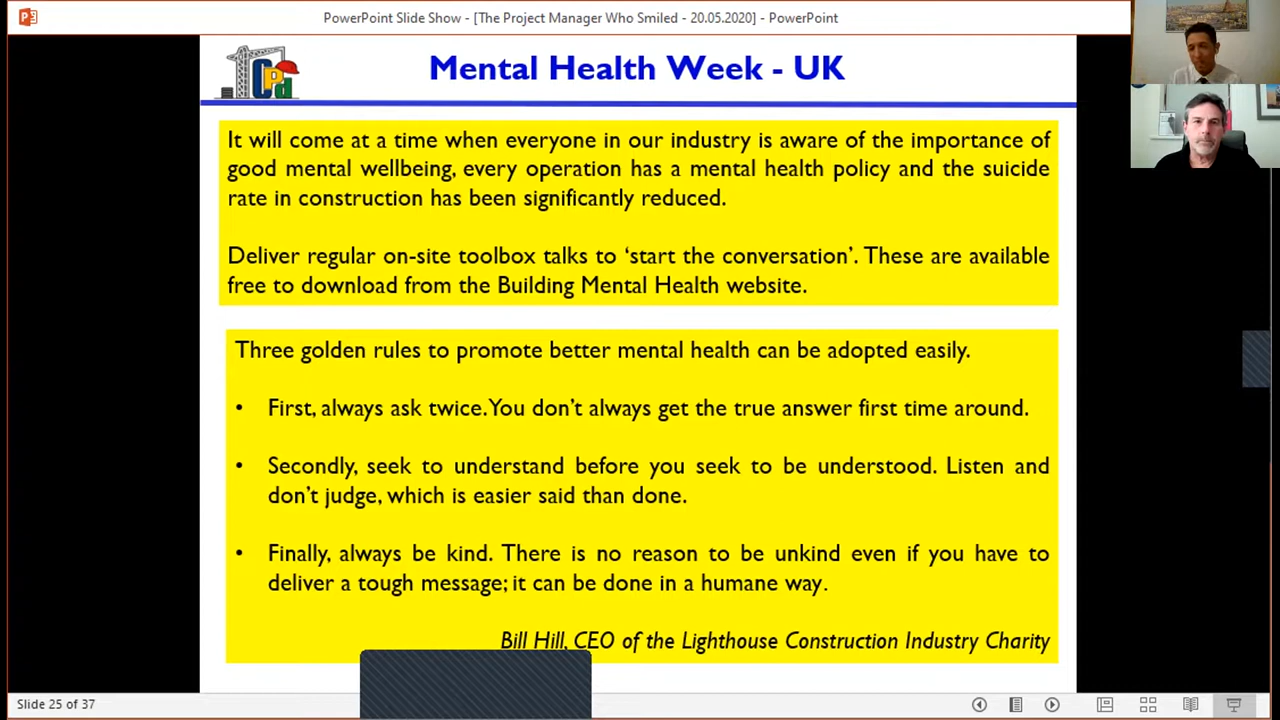 PowerPoint Slide Show - [The Project Manager Who Smiled - 20.05.2020] - PowerPoint
CPd
Mental Health Week - UK
It will come at a time when everyone in our industry is aware of the importance of
good mental wellbeing, every operation has a mental health policy and the suicide
rate in construction has been significantly reduced.
Deliver regular on-site toolbox talks to ‘start the conversation’. These are available
free to download from the Building Mental Health website.
Three golden rules to promote better mental health can be adopted easily.
• First, always ask twice. You don’t always get the true answer first time around.
• Secondly, seek to understand before you seek to be understood. Listen and
don’t judge, which is easier said than done.
• Finally, always be kind. There is no reason to be unkind even if you have to
deliver a tough message; it can be done in a humane way.
Bill Hill, CEO of the Lighthouse Construction Industry Charity
Slide 25 of 37